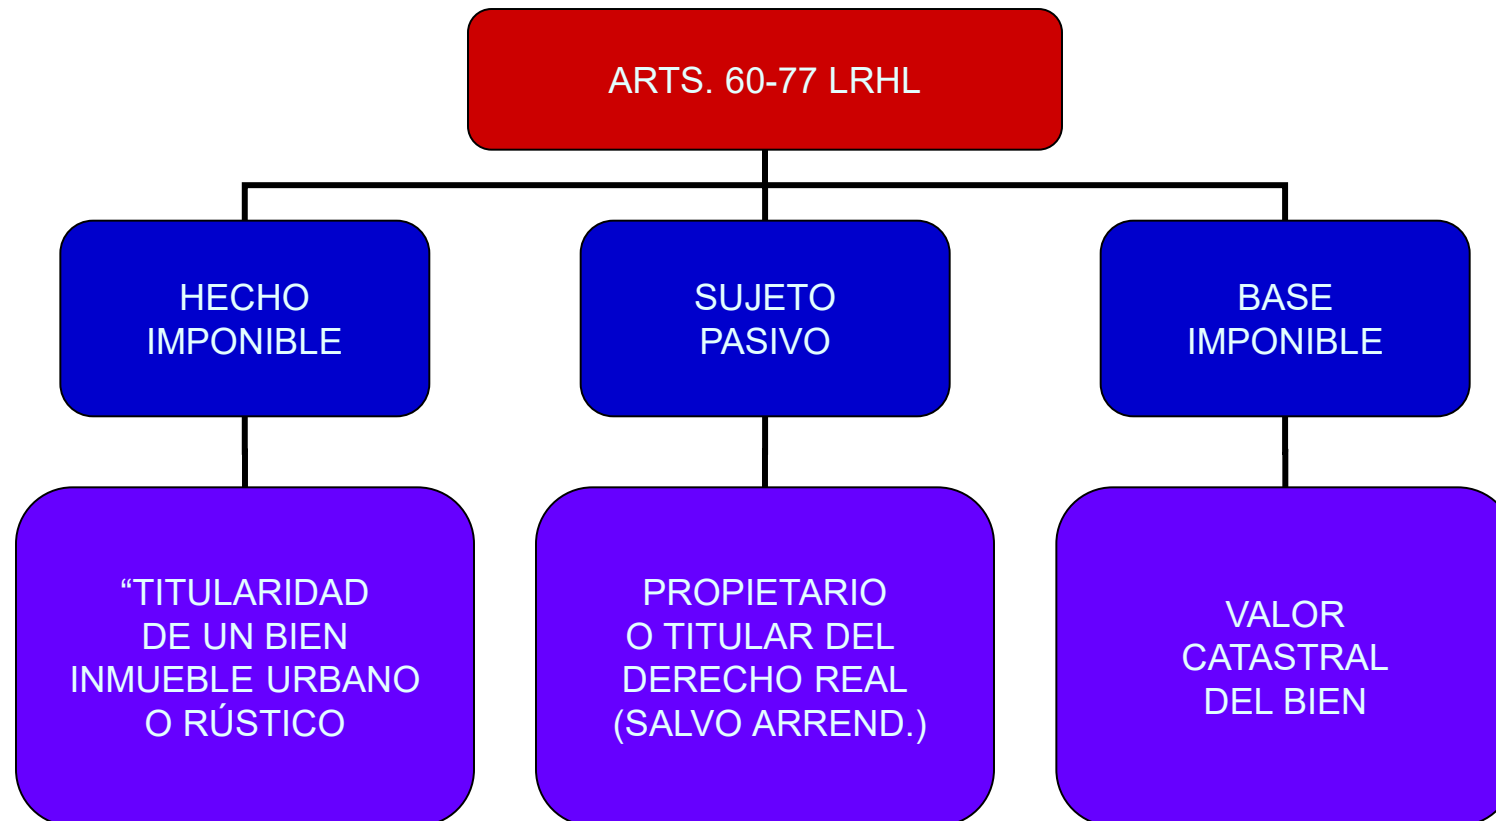 ARTS. 60-77 LRHL
HECHO
IMPONIBLE
SUJETO
PASIVO
BASE
IMPONIBLE
“TITULARIDAD
DE UN BIEN
INMUEBLE URBANO
O RÚSTICO
PROPIETARIO
O TITULAR DEL
DERECHO REAL
(SALVO ARREND.)
VALOR
CATASTRAL
DEL BIEN